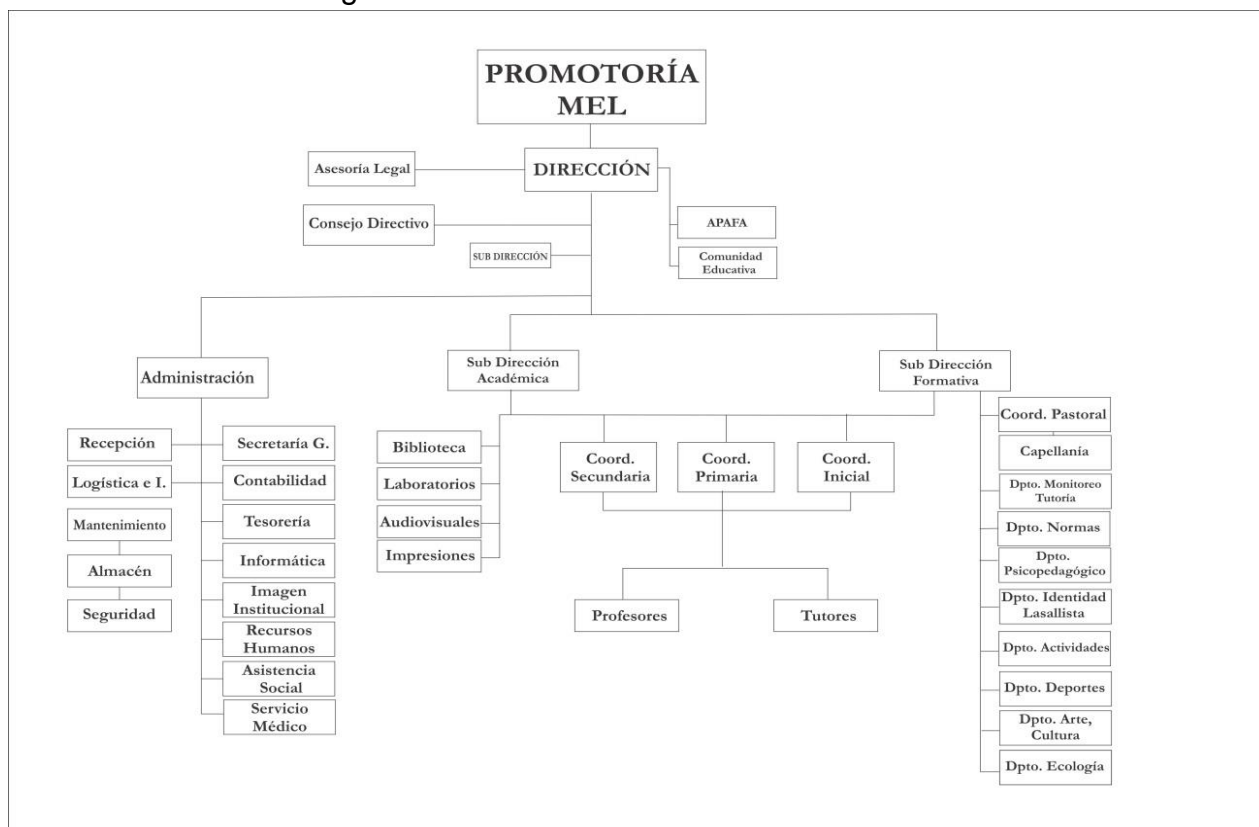 PROMOTORÍA
MEL
DIRECCIÓN
Asesoría Legal
Consejo Directivo
APAFA
SUB DIRECCIÓN
Comunidad
Educativa
Administración
Sub Dirección
Académica
Sub Dirección
Formativa
Recepción
Secretaría G.
Logística e I.
Contabilidad
Mantenimiento
Tesorería
Almacén
Informática
Seguridad
Imagen
Institucional
Recursos
Humanos
Asistencia
Social
Servicio
Médico
Biblioteca
Laboratorios
Audiovisuales
Impresiones
Coord.
Secundaria
Coord.
Primaria
Coord.
Inicial
Profesores
Tutores
Coord. Pastoral
Capellanía
Dpto. Monitoreo
Tutoría
Dpto. Normas
Dpto.
Psicopedagógico
Dpto. Identidad
Lasallista
Dpto. Actividades
Dpto. Deportes
Dpto. Arte,
Cultura
Dpto. Ecología